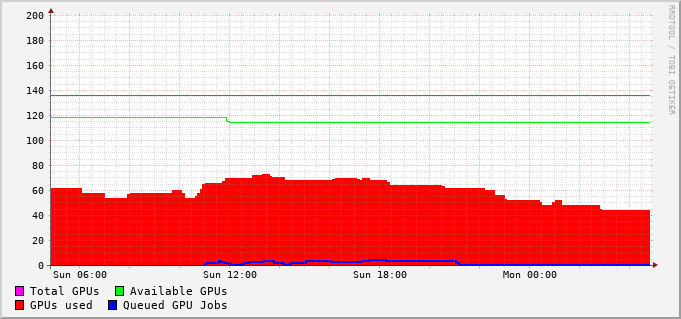 200
180
160
140
120
100
80
60
40
20
0
Sun 06:00 Sun 12:00 Sun 18:00 Mon 00:00
Total GPUs Available GPUs
GPUs used Queued GPU Jobs
RRDTOOL / TOBI OETIKER